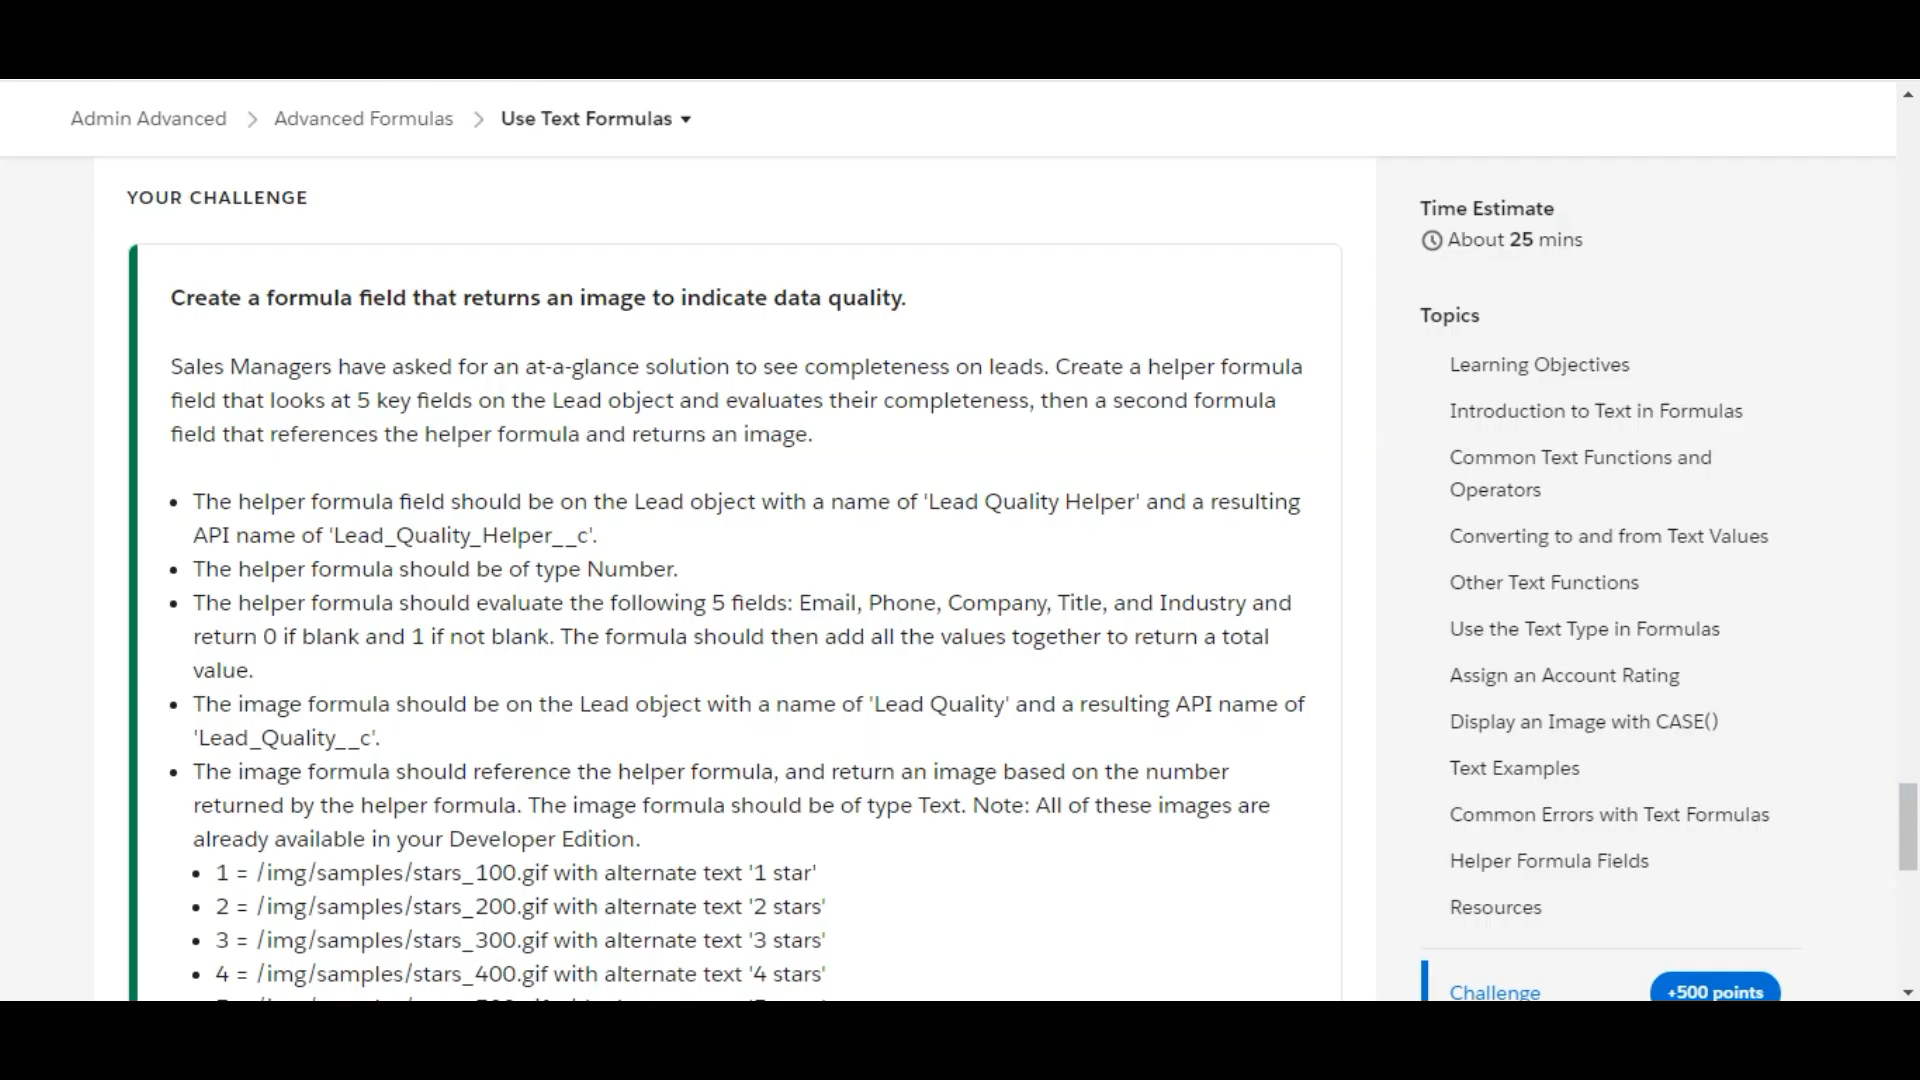 Admin Advanced > Advanced Formulas > Use Text Formulas
YOUR CHALLENGE
Create a formula field that returns an image to indicate data quality.
Sales Managers have asked for an at-a-glance solution to see completeness on leads. Create a helper formula
field that looks at 5 key fields on the Lead object and evaluates their completeness, then a second formula
field that references the helper formula and returns an image.
• The helper formula field should be on the Lead object with a name of 'Lead Quality Helper' and a resulting
API name of 'Lead_Quality_Helper__c'.
• The helper formula should be of type Number.
• The helper formula should evaluate the following 5 fields: Email, Phone, Company, Title, and Industry and
return 0 if blank and 1 if not blank. The formula should then add all the values together to return a total
value.
• The image formula should be on the Lead object with a name of 'Lead Quality' and a resulting API name of
'Lead_Quality__c'.
• The image formula should reference the helper formula, and return an image based on the number
returned by the helper formula. The image formula should be of type Text. Note: All of these images are
already available in your Developer Edition.
• 1 = /img/samples/stars_100.gif with alternate text '1 star'
• 2 = /img/samples/stars_200.gif with alternate text '2 stars'
• 3 = /img/samples/stars_300.gif with alternate text '3 stars'
• 4 = /img/samples/stars_400.gif with alternate text '4 stars'
Time Estimate
About 25 mins
Topics
Learning Objectives
Introduction to Text in Formulas
Common Text Functions and
Operators
Converting to and from Text Values
Other Text Functions
Use the Text Type in Formulas
Assign an Account Rating
Display an Image with CASE()
Text Examples
Common Errors with Text Formulas
Helper Formula Fields
Resources
Challenge
+500 points